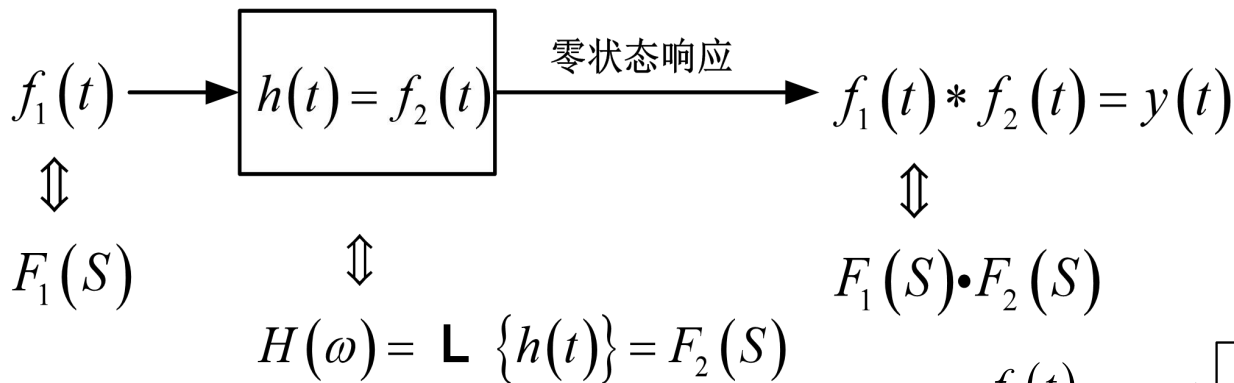 零状态响应
f₁(t) → h(t) = f₂(t) → f₁(t) * f₂(t) = y(t)
⇕ ⇕ ⇕
F₁(S) F₁(S)•F₂(S)
H(ω) = L {h(t)} = F₂(S)